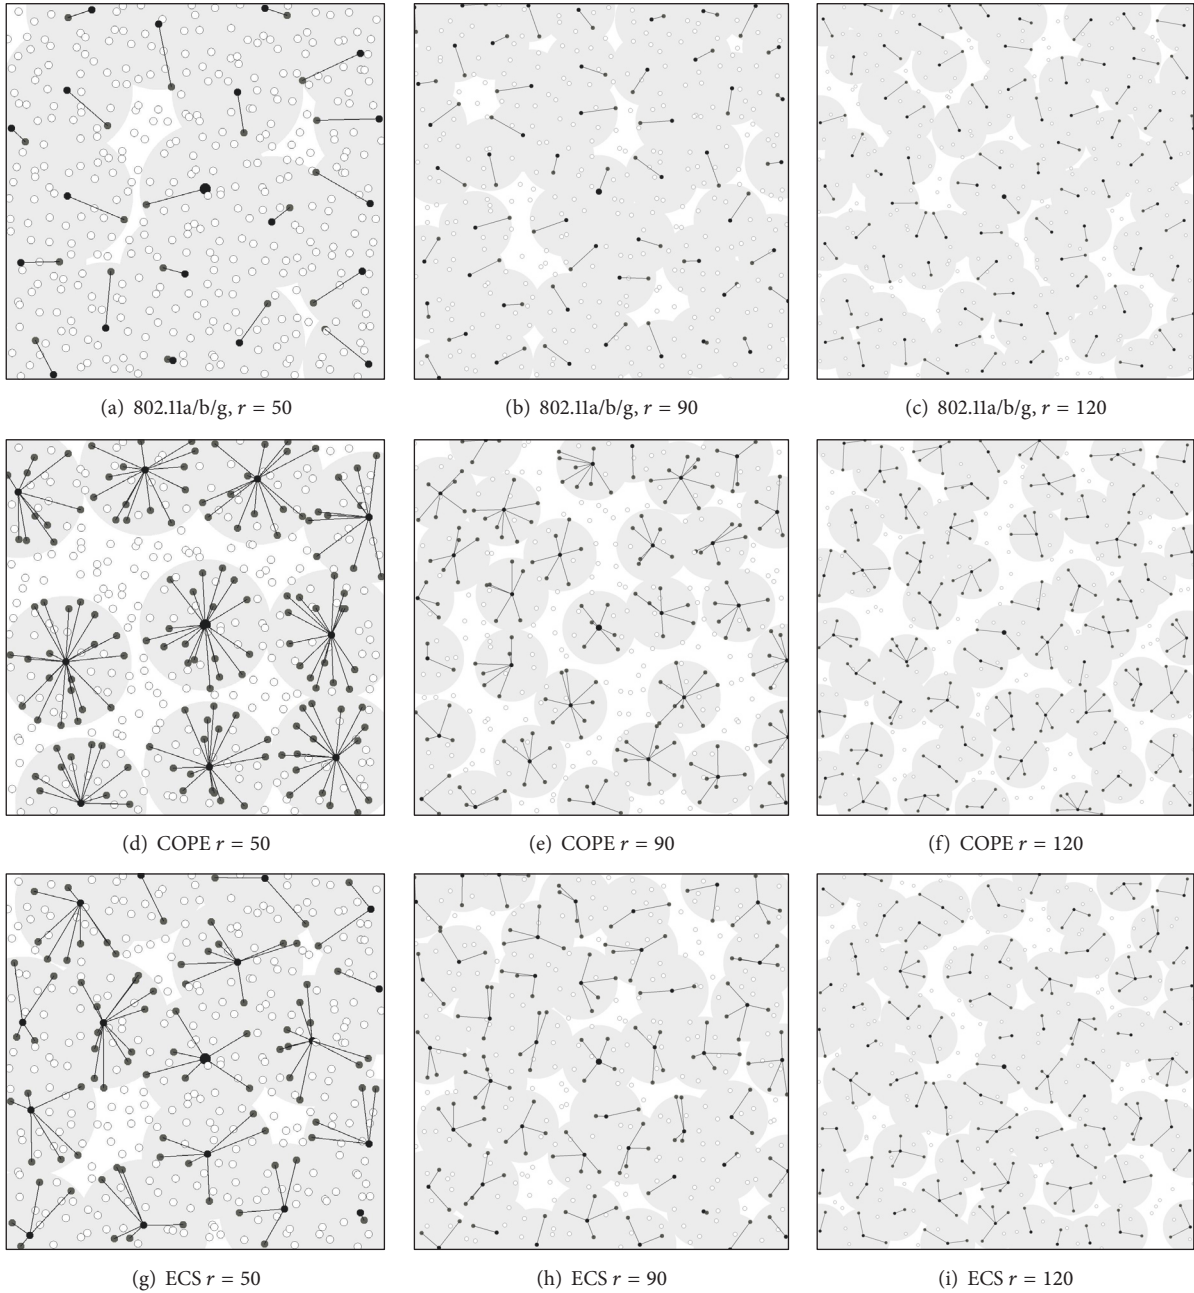 (a) 802.11a/b/g, r = 50
(b) 802.11a/b/g, r = 90
(c) 802.11a/b/g, r = 120
(d) COPE r = 50
(e) COPE r = 90
(f) COPE r = 120
(g) ECS r = 50
(h) ECS r = 90
(i) ECS r = 120